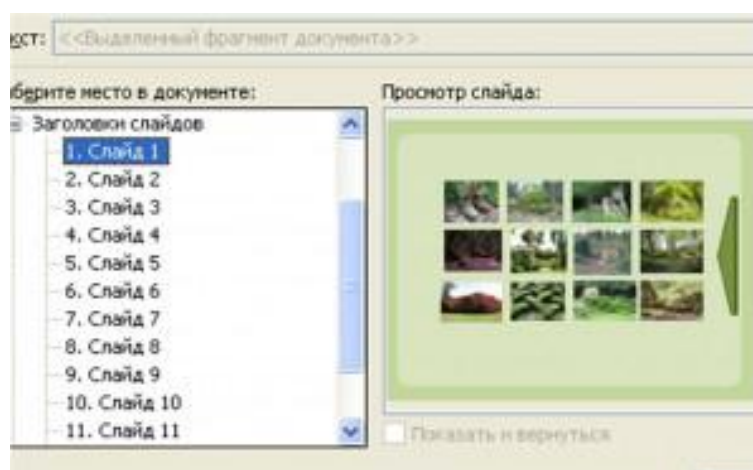 кст: <<Выделенный фрагмент документа>>
берите место в документе:
Просмотр слайда:
Заголовки слайдов
1. Слайд 1
2. Слайд 2
3. Слайд 3
4. Слайд 4
5. Слайд 5
6. Слайд 6
7. Слайд 7
8. Слайд 8
9. Слайд 9
10. Слайд 10
11. Слайд 11
Показать и вернуться